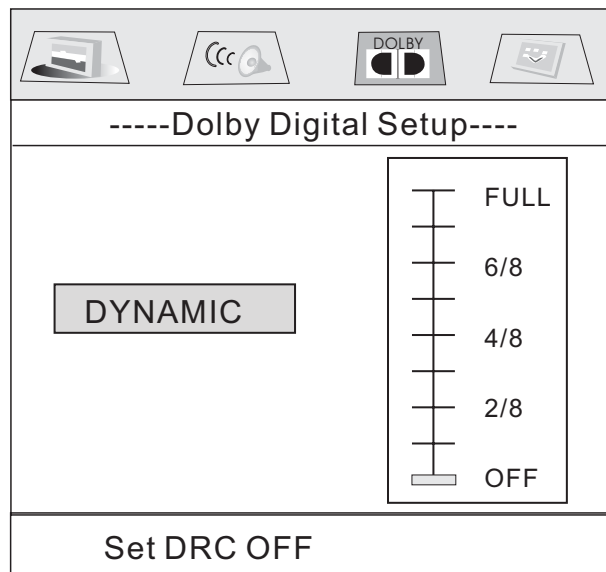 DOLBY
-----Dolby Digital Setup----
DYNAMIC
FULL
6/8
4/8
2/8
OFF
Set DRC OFF